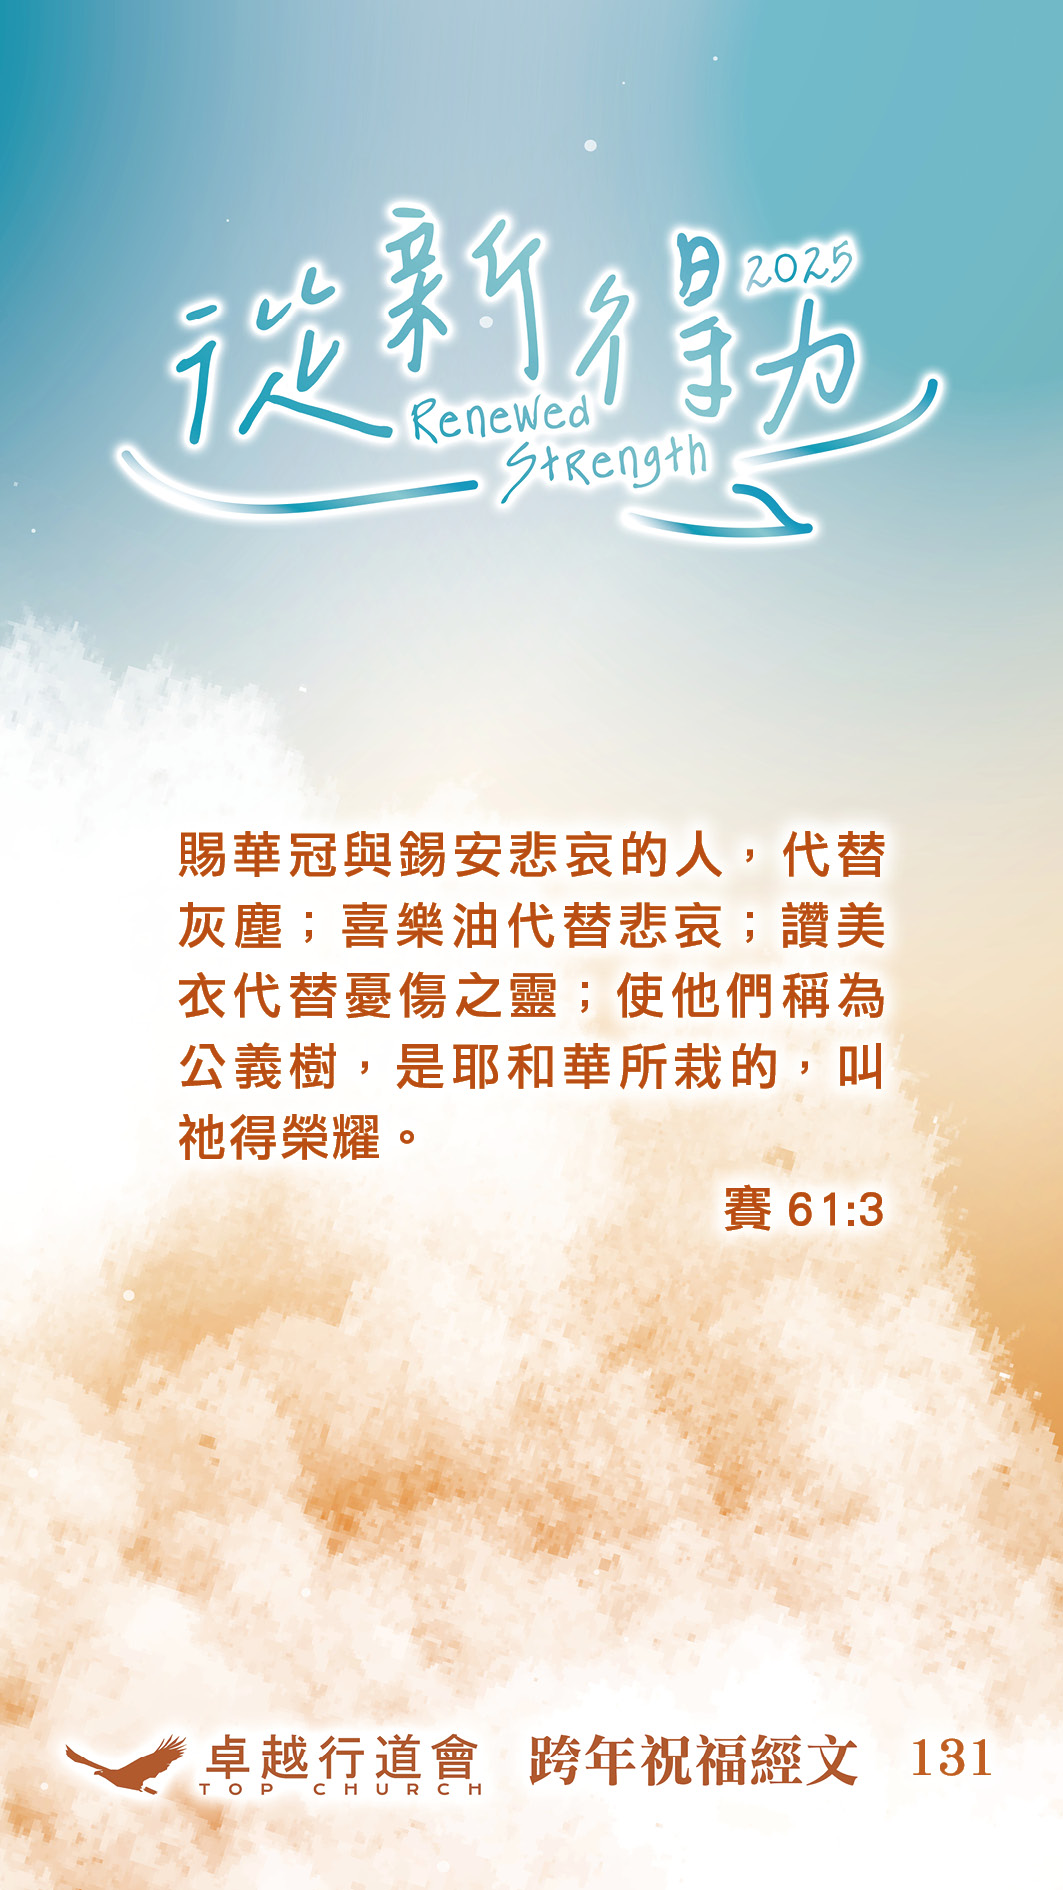 從新得力 2025
Renewed
Strength
賜華冠與錫安悲哀的人，代替
灰塵；喜樂油代替悲哀；讚美
衣代替憂傷之靈；使他們稱為
公義樹，是耶和華所栽的，叫
祂得榮耀。
賽 61:3
卓越行道會 跨年祝福經文 131
TOP CHURCH